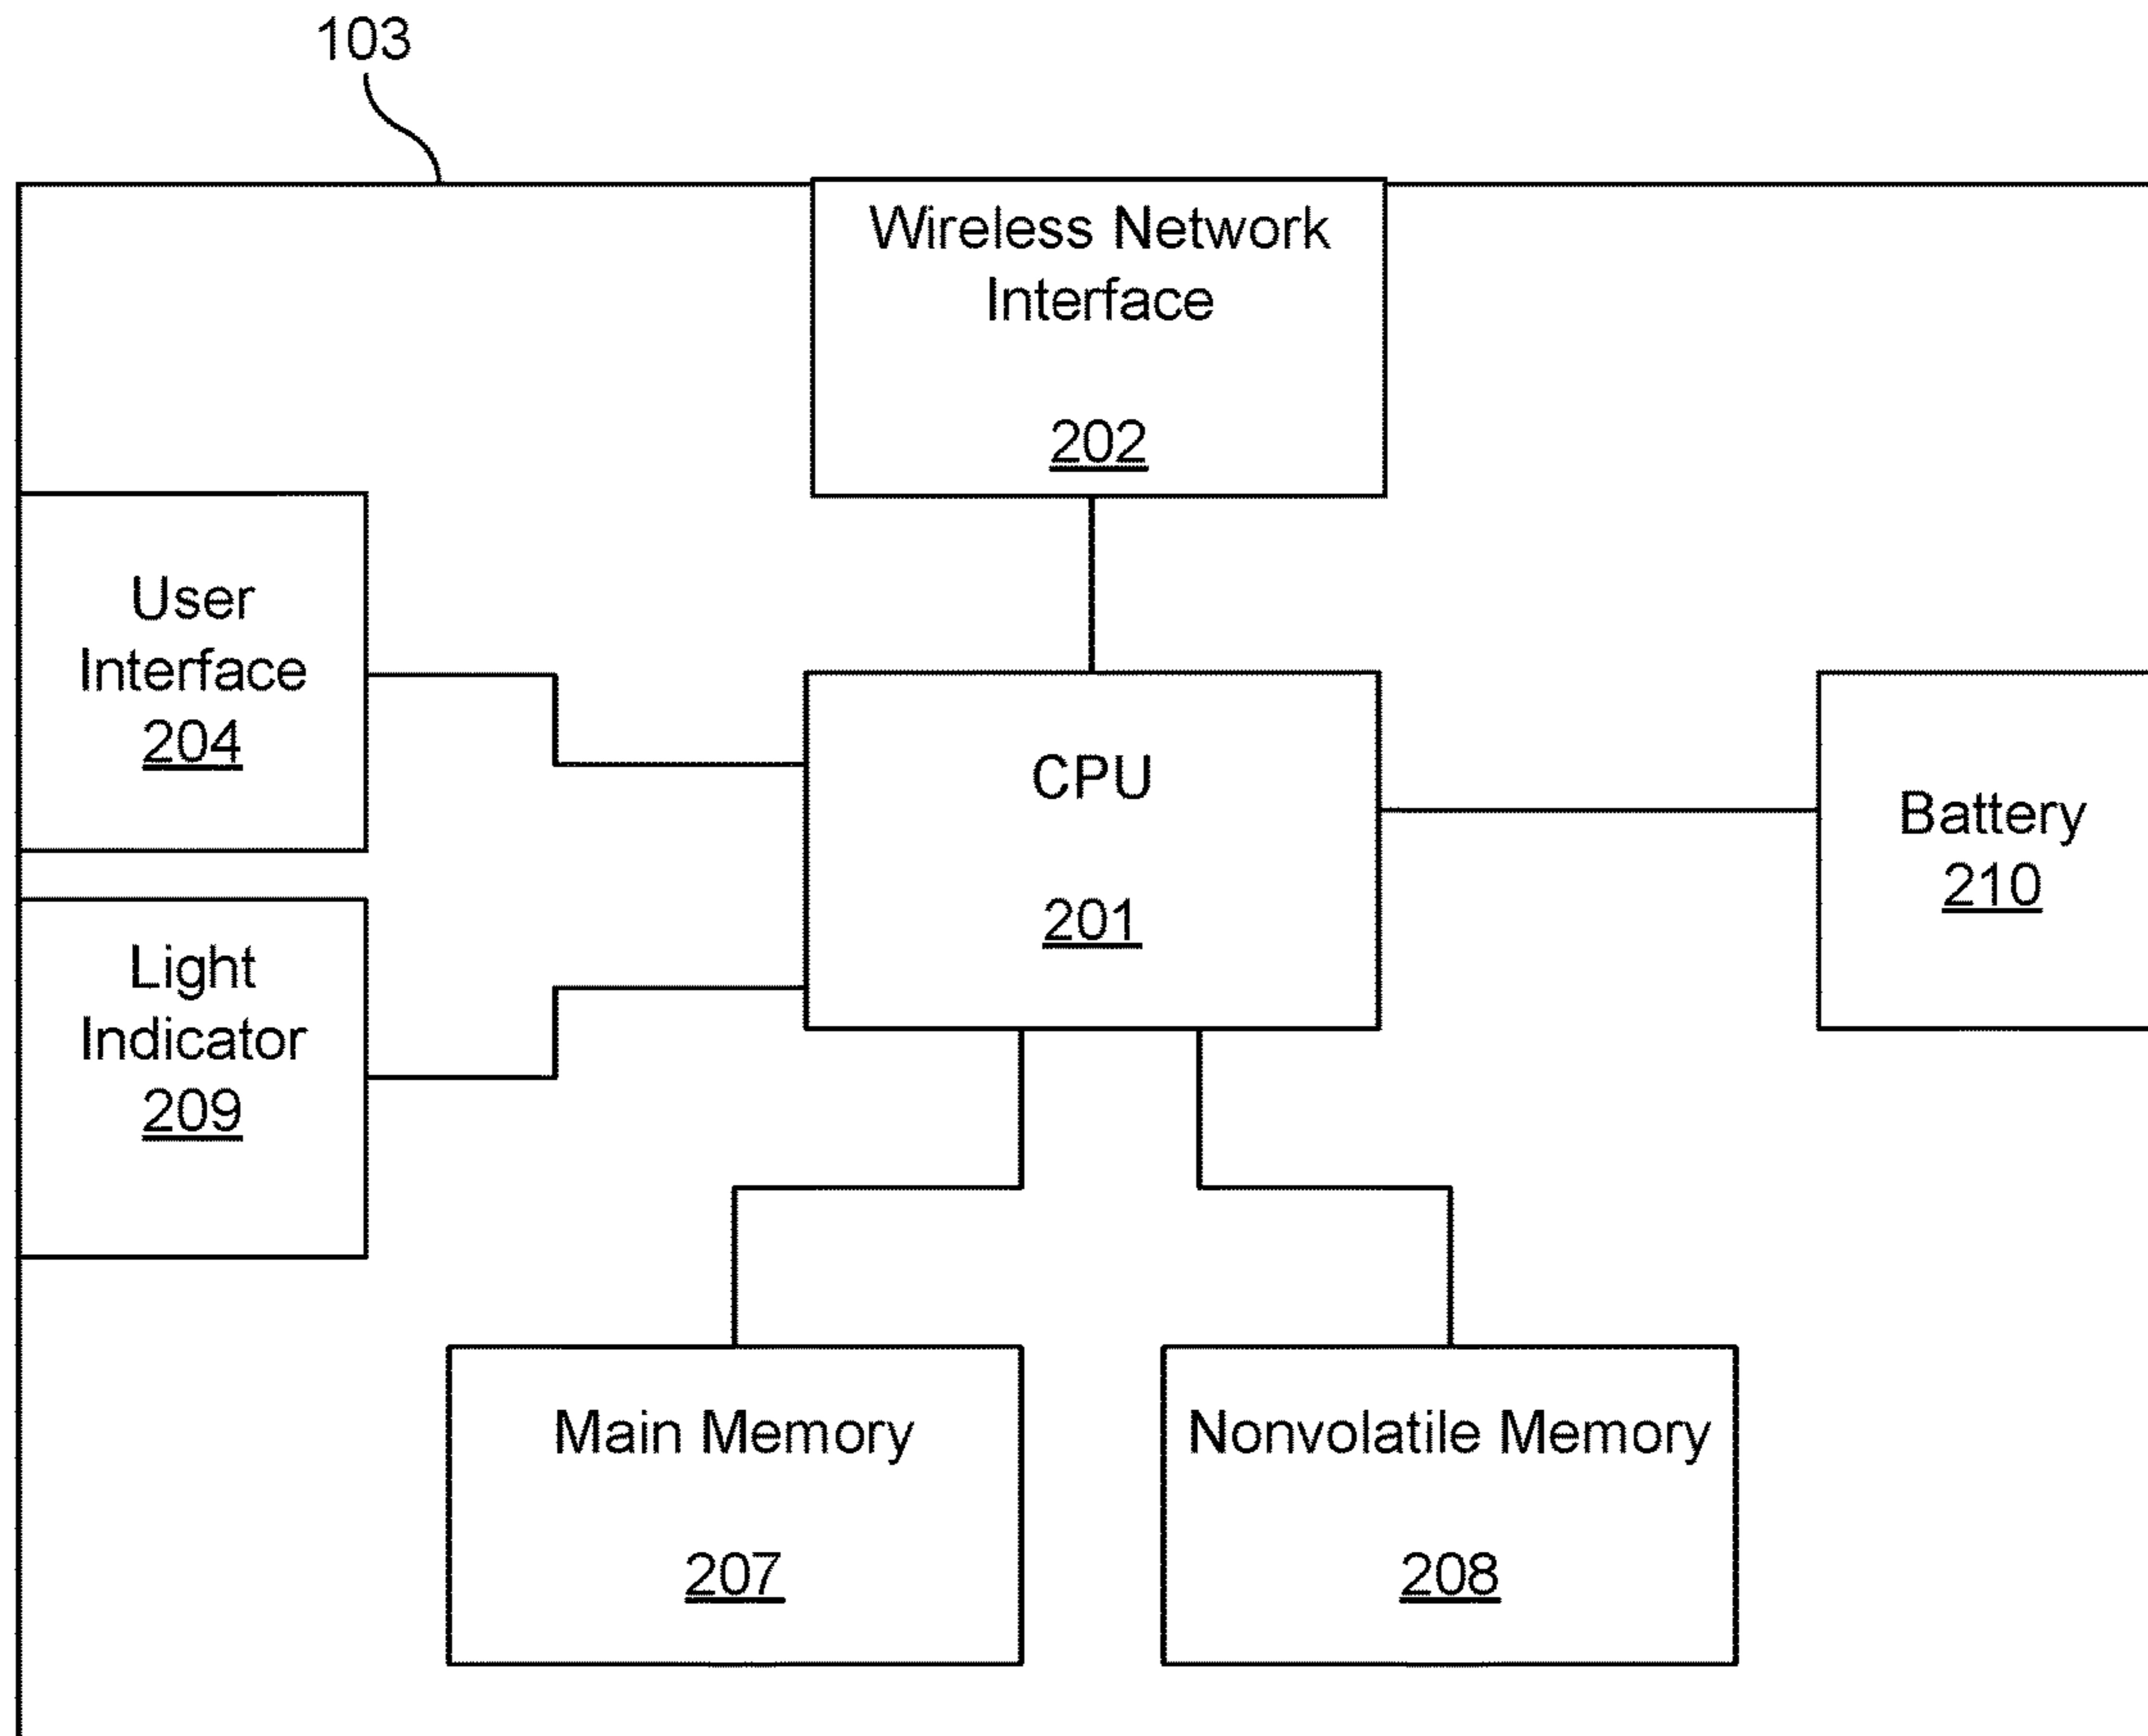 103
Wireless Network
Interface
202
User
Interface
204
CPU
201
Battery
210
Light
Indicator
209
Main Memory
207
Nonvolatile Memory
208